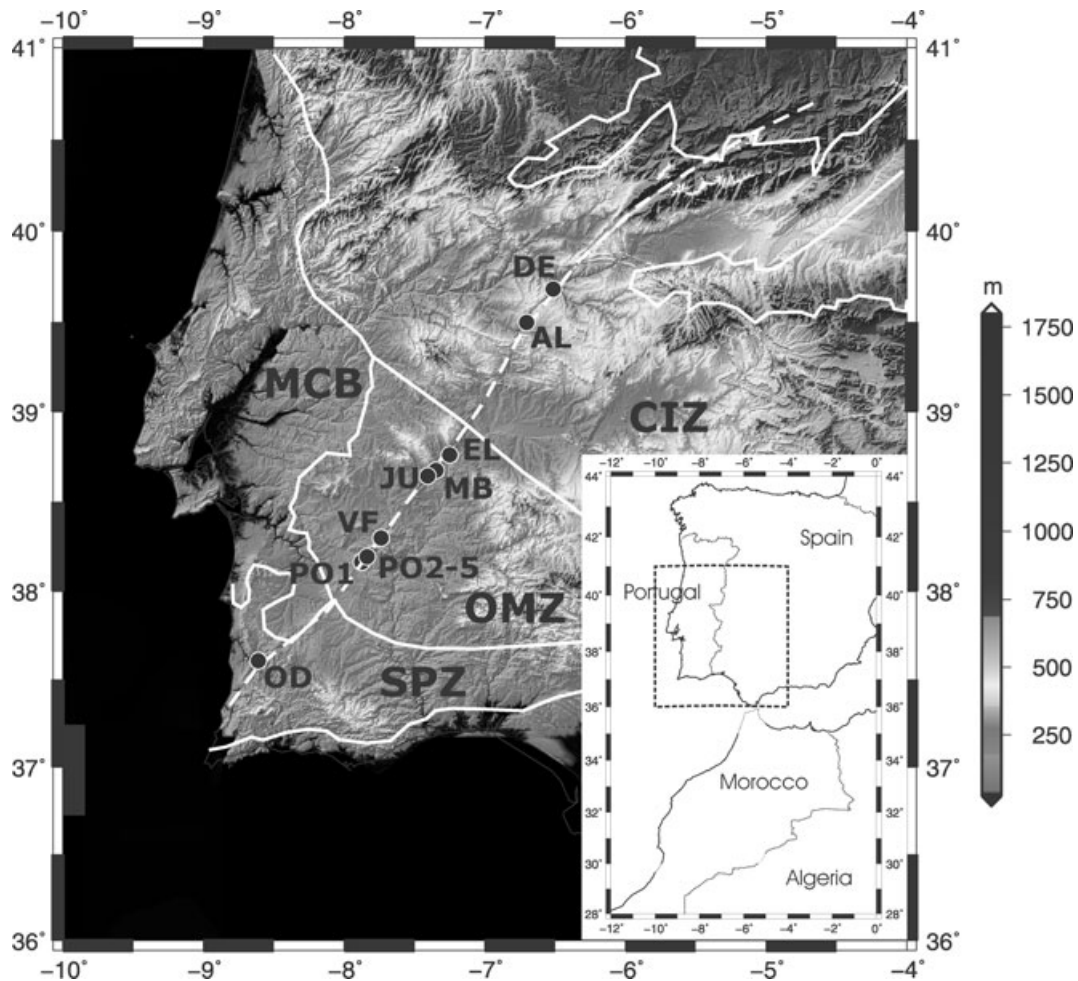 −10° −9° −8° −7° −6° −5° −4°
41° 41°
40° 40°
DE
m
AL
1750
MCB
1500
39° 39°
CIZ
EL
1250
JU
MB
−12° −10° −8° −6° −4° −2° 0°
44° 44°
VF
Spain
1000
42° 42°
38° 38°
PO1
PO2-5
Portugal
40° 40°
750
OMZ
38° 38°
500
OD
SPZ
36° 36°
250
34° 34°
37° 37°
Morocco
32° 32°
30° 30°
Algeria
28° 28°
−12° −10° −8° −6° −4° −2° 0°
36° 36°
−10° −9° −8° −7° −6° −5° −4°